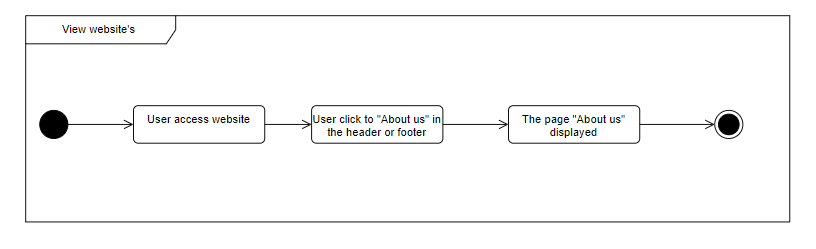 View website's
User access website
User click to "About us" in
the header or footer
The page "About us"
displayed